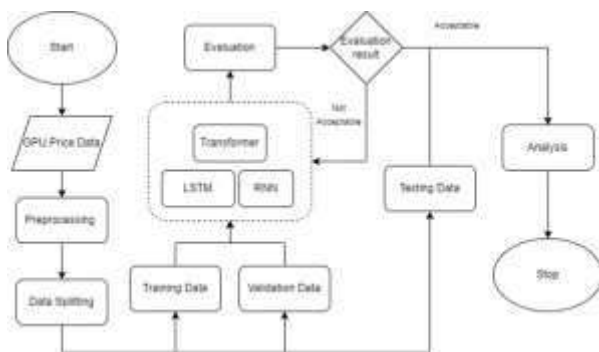 Start
GPU Price Data
Preprocessing
Data Splitting
Evaluation
Evaluation
result
Acceptable
Not
Acceptable
Transformer
LSTM
RNN
Training Data
Validation Data
Testing Data
Analysis
Stop